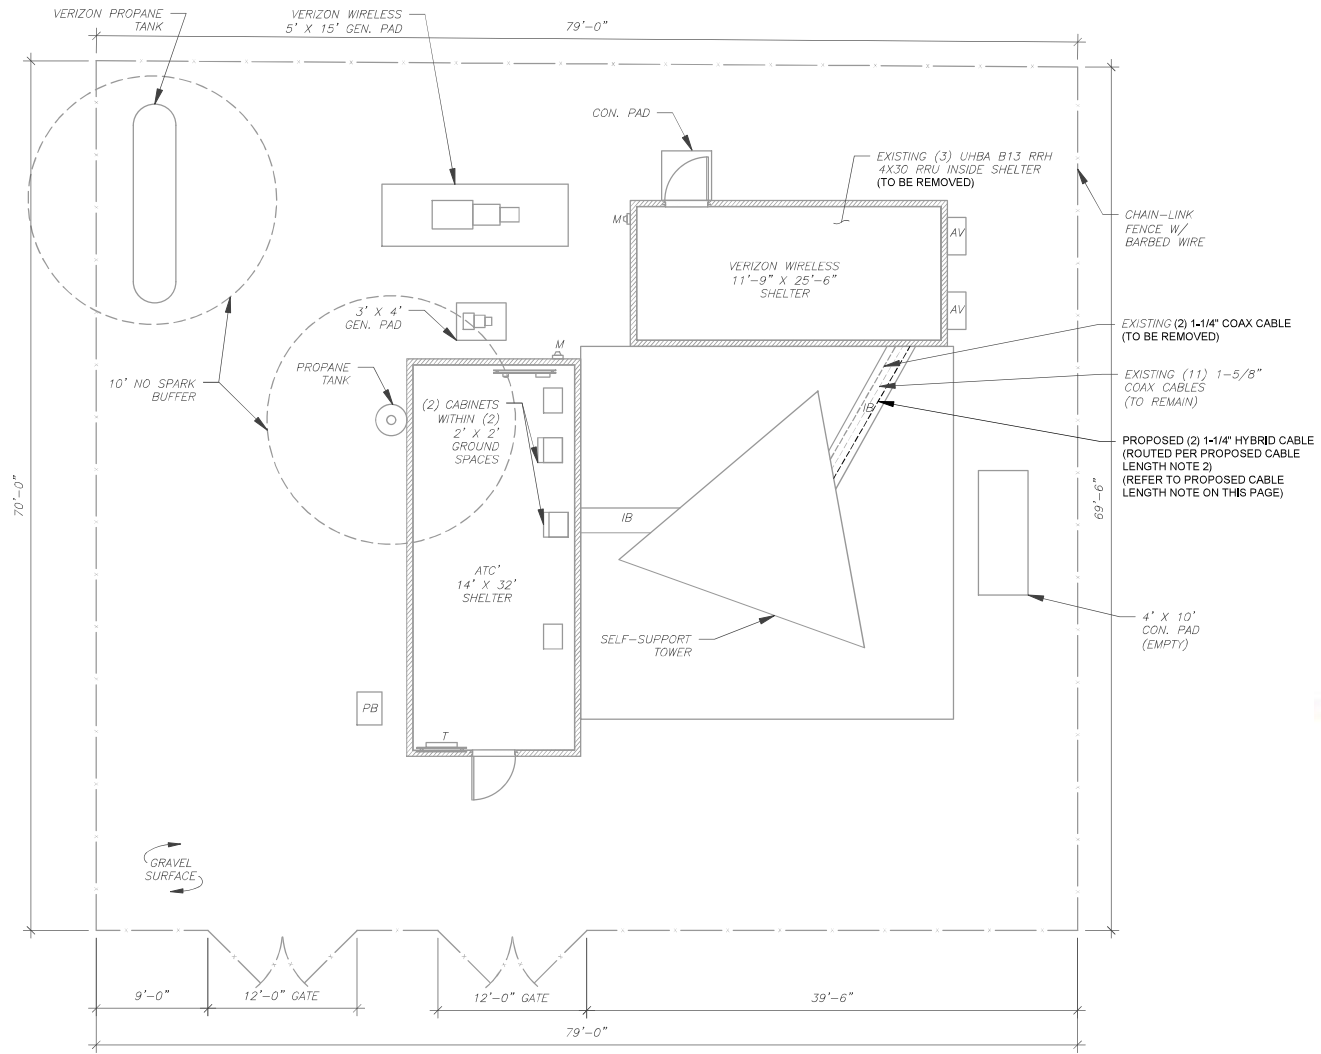 VERIZON PROPANE
TANK
VERIZON WIRELESS
5' X 15' GEN. PAD
79'-0"
CON. PAD
EXISTING (3) UHBA B13 RRH
4X30 RRU INSIDE SHELTER
(TO BE REMOVED)
M
AV
CHAIN-LINK
FENCE W/
BARBED WIRE
VERIZON WIRELESS
11'-9" X 25'-6"
SHELTER
AV
3' X 4'
GEN. PAD
EXISTING (2) 1-1/4" COAX CABLE
(TO BE REMOVED)
M
PROPANE
TANK
10' NO SPARK
BUFFER
EXISTING (11) 1-5/8"
COAX CABLES
(TO REMAIN)
(2) CABINETS
WITHIN (2)
2' X 2'
GROUND
SPACES
IB
PROPOSED (2) 1-1/4" HYBRID CABLE
(ROUTED PER PROPOSED CABLE
LENGTH NOTE 2)
(REFER TO PROPOSED CABLE
LENGTH NOTE ON THIS PAGE)
70'-0"
69'-6"
IB
ATC'
14' X 32'
SHELTER
SELF-SUPPORT
TOWER
4' X 10'
CON. PAD
(EMPTY)
PB
T
GRAVEL
SURFACE
9'-0"
12'-0" GATE
12'-0" GATE
39'-6"
79'-0"